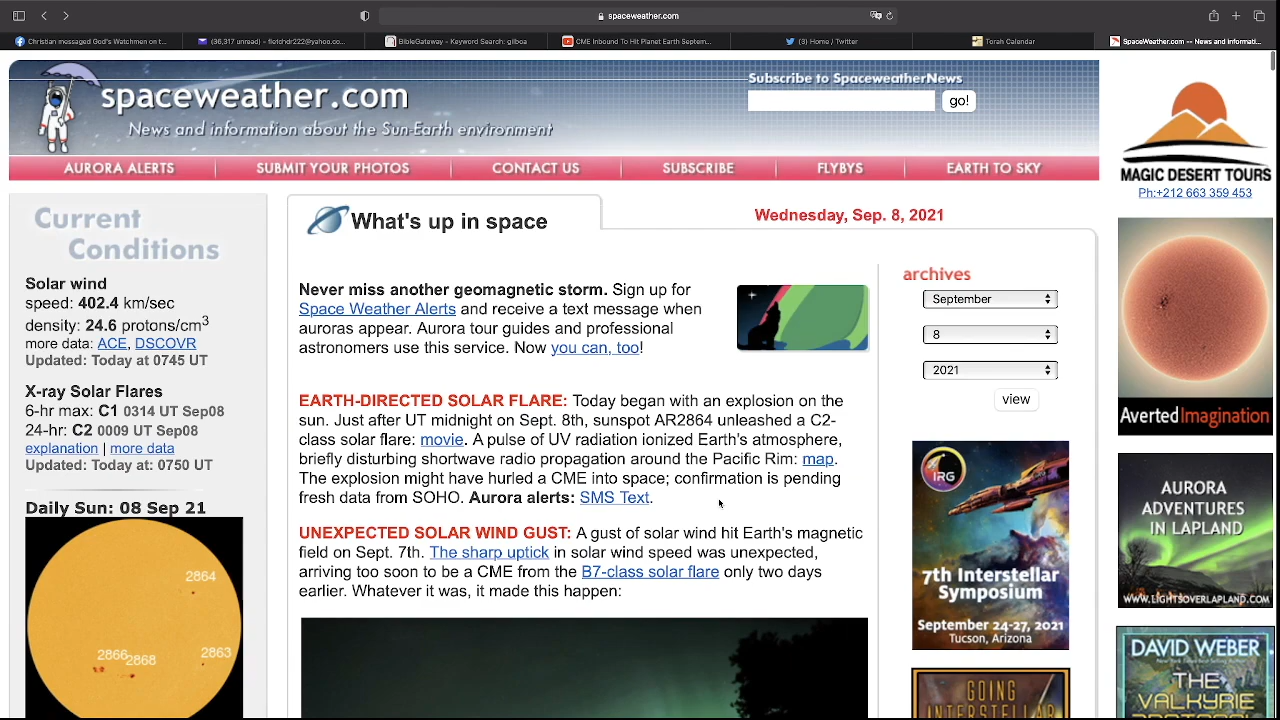 spaceweather.com
Christian messaged God's Watchmen on t...
(36,317 unread) - fletchdr222@yahoo.co...
BibleGateway - Keyword Search: gilboa
CME Inbound To Hit Planet Earth Septem...
(3) Home / Twitter
Torah Calendar
SpaceWeather.com -- News and informati...
spaceweather.com
News and information about the Sun-Earth environment
Subscribe to SpaceweatherNews
go!
AURORA ALERTS
SUBMIT YOUR PHOTOS
CONTACT US
SUBSCRIBE
FLYBYS
EARTH TO SKY
Current
Conditions
Solar wind
speed: 402.4 km/sec
density: 24.6 protons/cm3
more data: ACE, DSCOVR
Updated: Today at 0745 UT
X-ray Solar Flares
6-hr max: C1 0314 UT Sep08
24-hr: C2 0009 UT Sep08
explanation | more data
Updated: Today at: 0750 UT
Daily Sun: 08 Sep 21
2864
2863
2866
2868
What's up in space
Wednesday, Sep. 8, 2021
Never miss another geomagnetic storm. Sign up for
Space Weather Alerts and receive a text message when
auroras appear. Aurora tour guides and professional
astronomers use this service. Now you can, too!
EARTH-DIRECTED SOLAR FLARE: Today began with an explosion on the
sun. Just after UT midnight on Sept. 8th, sunspot AR2864 unleashed a C2-
class solar flare: movie. A pulse of UV radiation ionized Earth's atmosphere,
briefly disturbing shortwave radio propagation around the Pacific Rim: map.
The explosion might have hurled a CME into space; confirmation is pending
fresh data from SOHO. Aurora alerts: SMS Text.
UNEXPECTED SOLAR WIND GUST: A gust of solar wind hit Earth's magnetic
field on Sept. 7th. The sharp uptick in solar wind speed was unexpected,
arriving too soon to be a CME from the B7-class solar flare only two days
earlier. Whatever it was, it made this happen:
archives
September
8
2021
view
IRG
7th Interstellar
Symposium
September 24-27, 2021
Tucson, Arizona
GOING
INTERSTELLAR
MAGIC DESERT TOURS
Ph:+212 663 359 453
AvertedImagination
AURORA
ADVENTURES
IN LAPLAND
WWW.LIGHTSOVERLAPLAND.COM
DAVID WEBER
THE
VALKYRIE